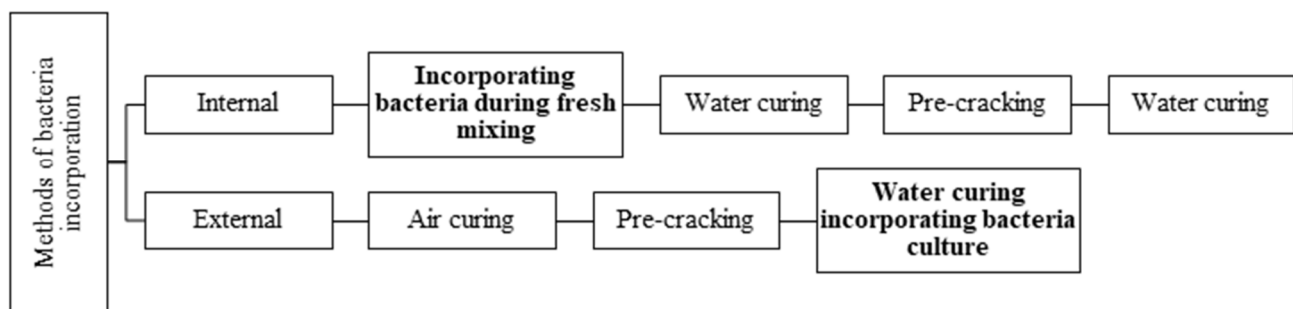 Methods of bacteria
incorporation
Internal
Incorporating
bacteria during fresh
mixing
Water curing
Pre-cracking
Water curing
External
Air curing
Pre-cracking
Water curing
incorporating bacteria
culture